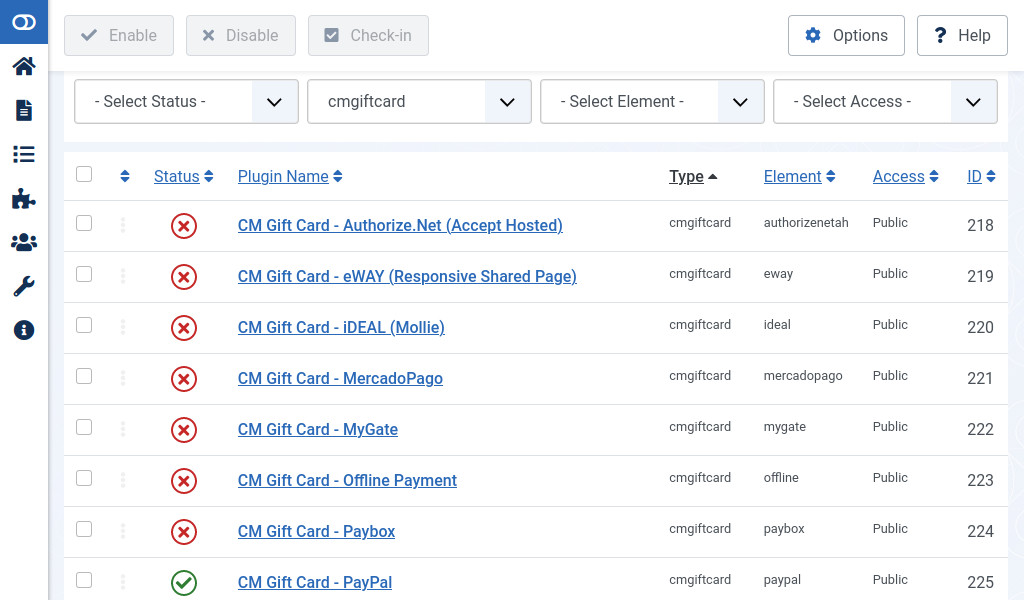 Enable Disable Check-in Options Help
- Select Status - cmgiftcard - Select Element - - Select Access -
Status Plugin Name Type Element Access ID
CM Gift Card - Authorize.Net (Accept Hosted) cmgiftcard authorizenetah Public 218
CM Gift Card - eWAY (Responsive Shared Page) cmgiftcard eway Public 219
CM Gift Card - iDEAL (Mollie) cmgiftcard ideal Public 220
CM Gift Card - MercadoPago cmgiftcard mercadopago Public 221
CM Gift Card - MyGate cmgiftcard mygate Public 222
CM Gift Card - Offline Payment cmgiftcard offline Public 223
CM Gift Card - Paybox cmgiftcard paybox Public 224
CM Gift Card - PayPal cmgiftcard paypal Public 225